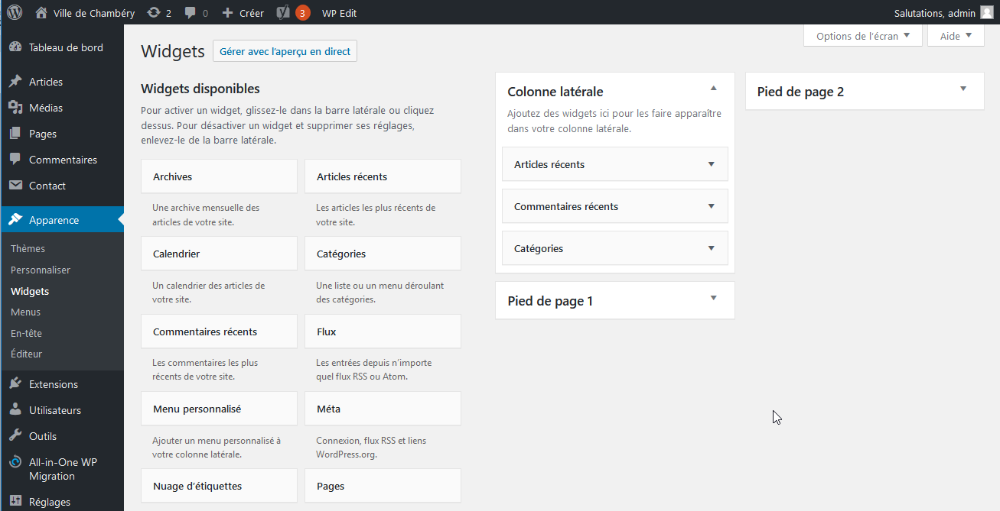 Ville de Chambéry 2 0 Créer 3 WP Edit Salutations, admin
Options de l'écran Aide
Tableau de bord
Articles
Médias
Pages
Commentaires
Contact
Apparence
Thèmes
Personnaliser
Widgets
Menus
En-tête
Éditeur
Extensions
Utilisateurs
Outils
All-in-One WP
Migration
Réglages
Widgets Gérer avec l'aperçu en direct
Widgets disponibles
Pour activer un widget, glissez-le dans la barre latérale ou cliquez
dessus. Pour désactiver un widget et supprimer ses réglages,
enlevez-le de la barre latérale.
Archives Articles récents
Une archive mensuelle des Les articles les plus récents de
articles de votre site. votre site.
Calendrier Catégories
Un calendrier des articles de Une liste ou un menu déroulant
votre site. des catégories.
Commentaires récents Flux
Les commentaires les plus Les entrées depuis n'importe
récents de votre site. quel flux RSS ou Atom.
Menu personnalisé Méta
Ajouter un menu personnalisé à Connexion, flux RSS et liens
votre colonne latérale. WordPress.org.
Nuage d'étiquettes Pages
Colonne latérale
Ajoutez des widgets ici pour les faire apparaître
dans votre colonne latérale.
Articles récents
Commentaires récents
Catégories
Pied de page 1
Pied de page 2